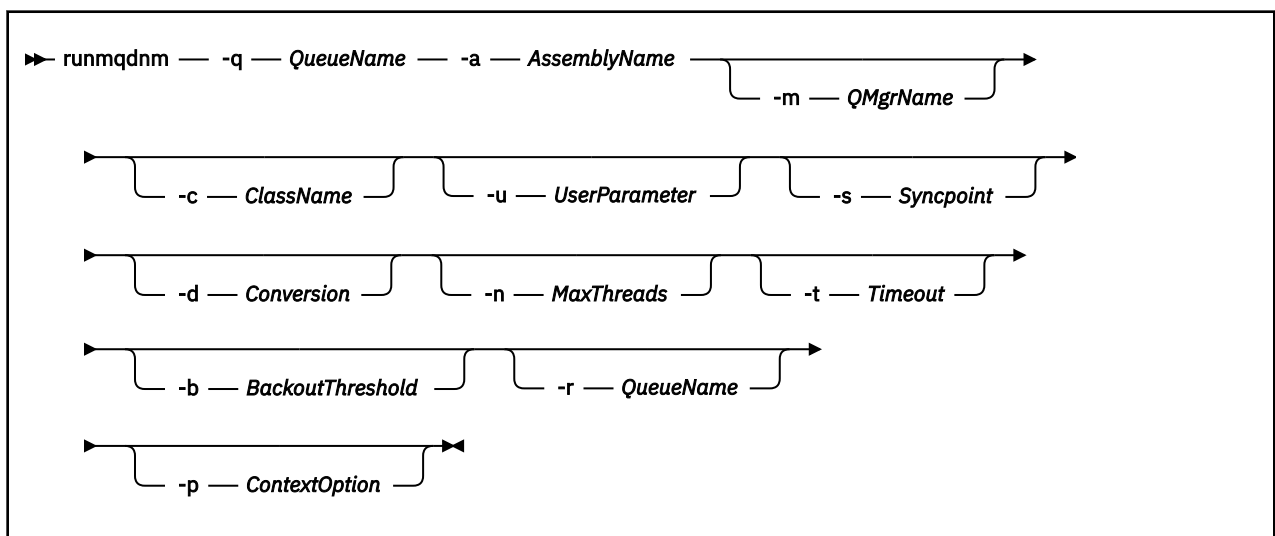 runmqdnm -q QueueName -a AssemblyName
-m QMgrName
-c ClassName -u UserParameter -s Syncpoint
-d Conversion -n MaxThreads -t Timeout
-b BackoutThreshold -r QueueName
-p ContextOption